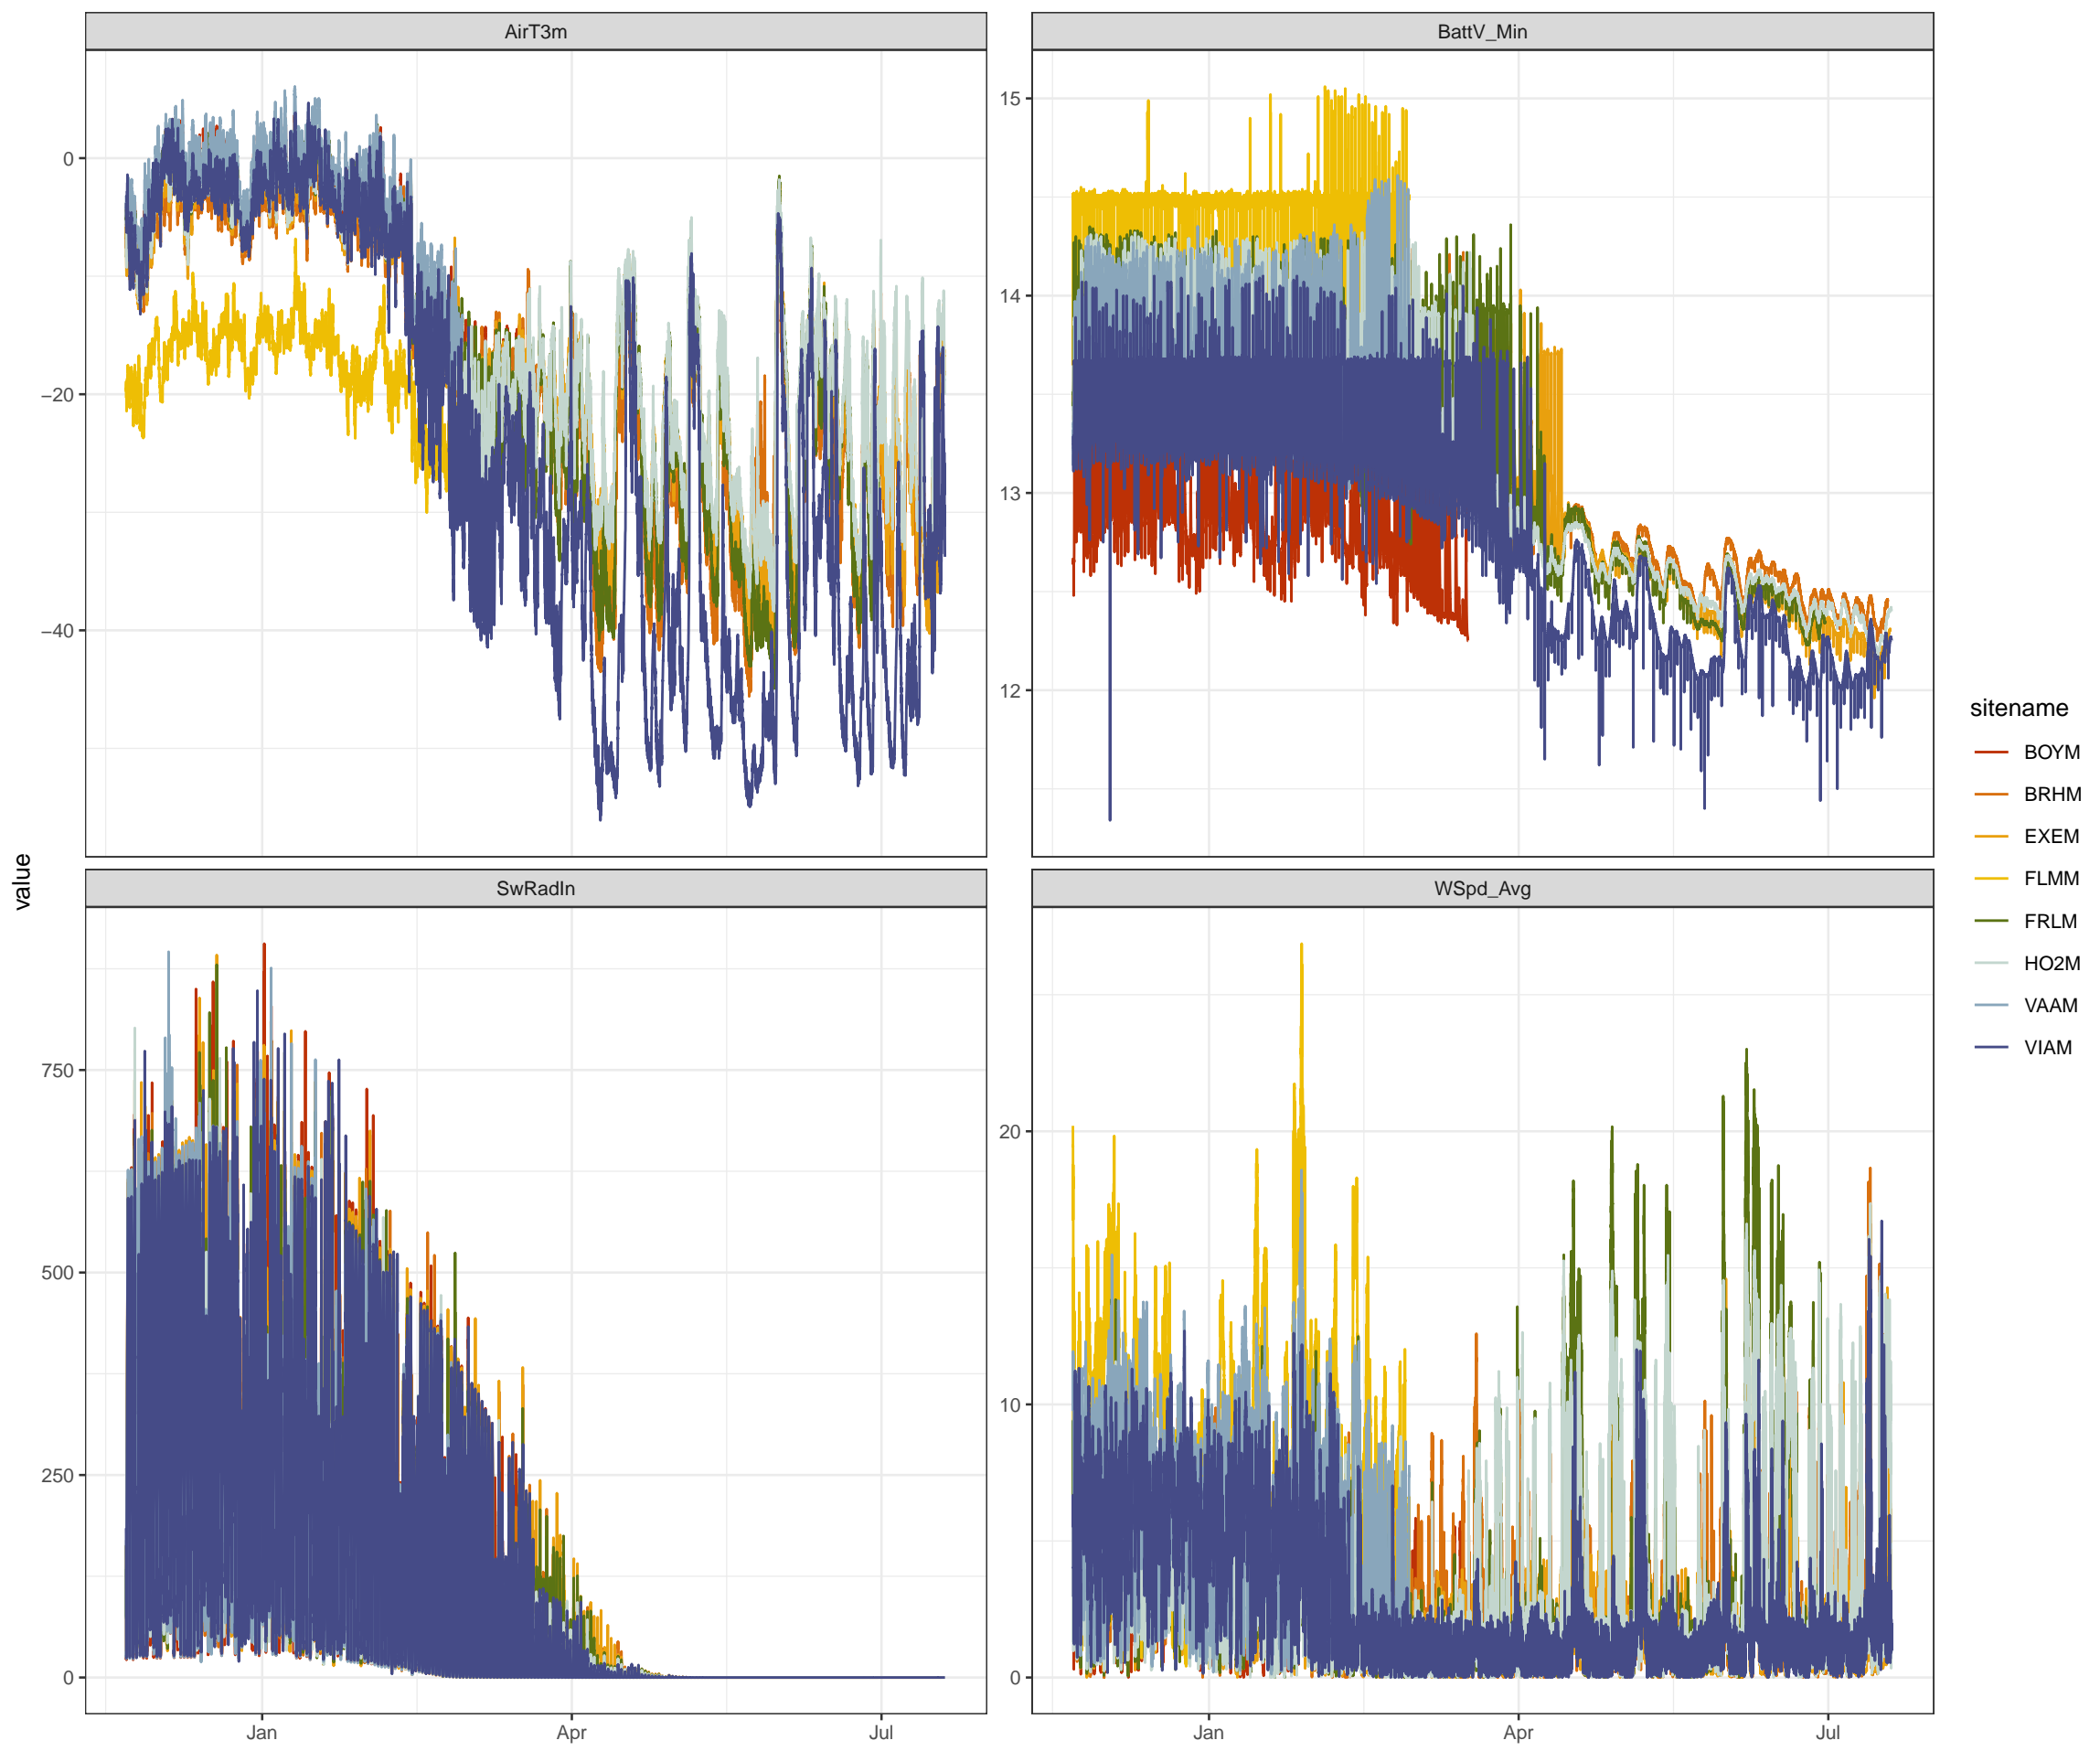 AirT3m
BattV_Min
0
−20
−40
15
14
13
12
SwRadIn
WSpd_Avg
750
500
250
0
20
10
0
Jan
Apr
Jul
Jan
Apr
Jul
value
sitename
BOYM
BRHM
EXEM
FLMM
FRLM
HO2M
VAAM
VIAM